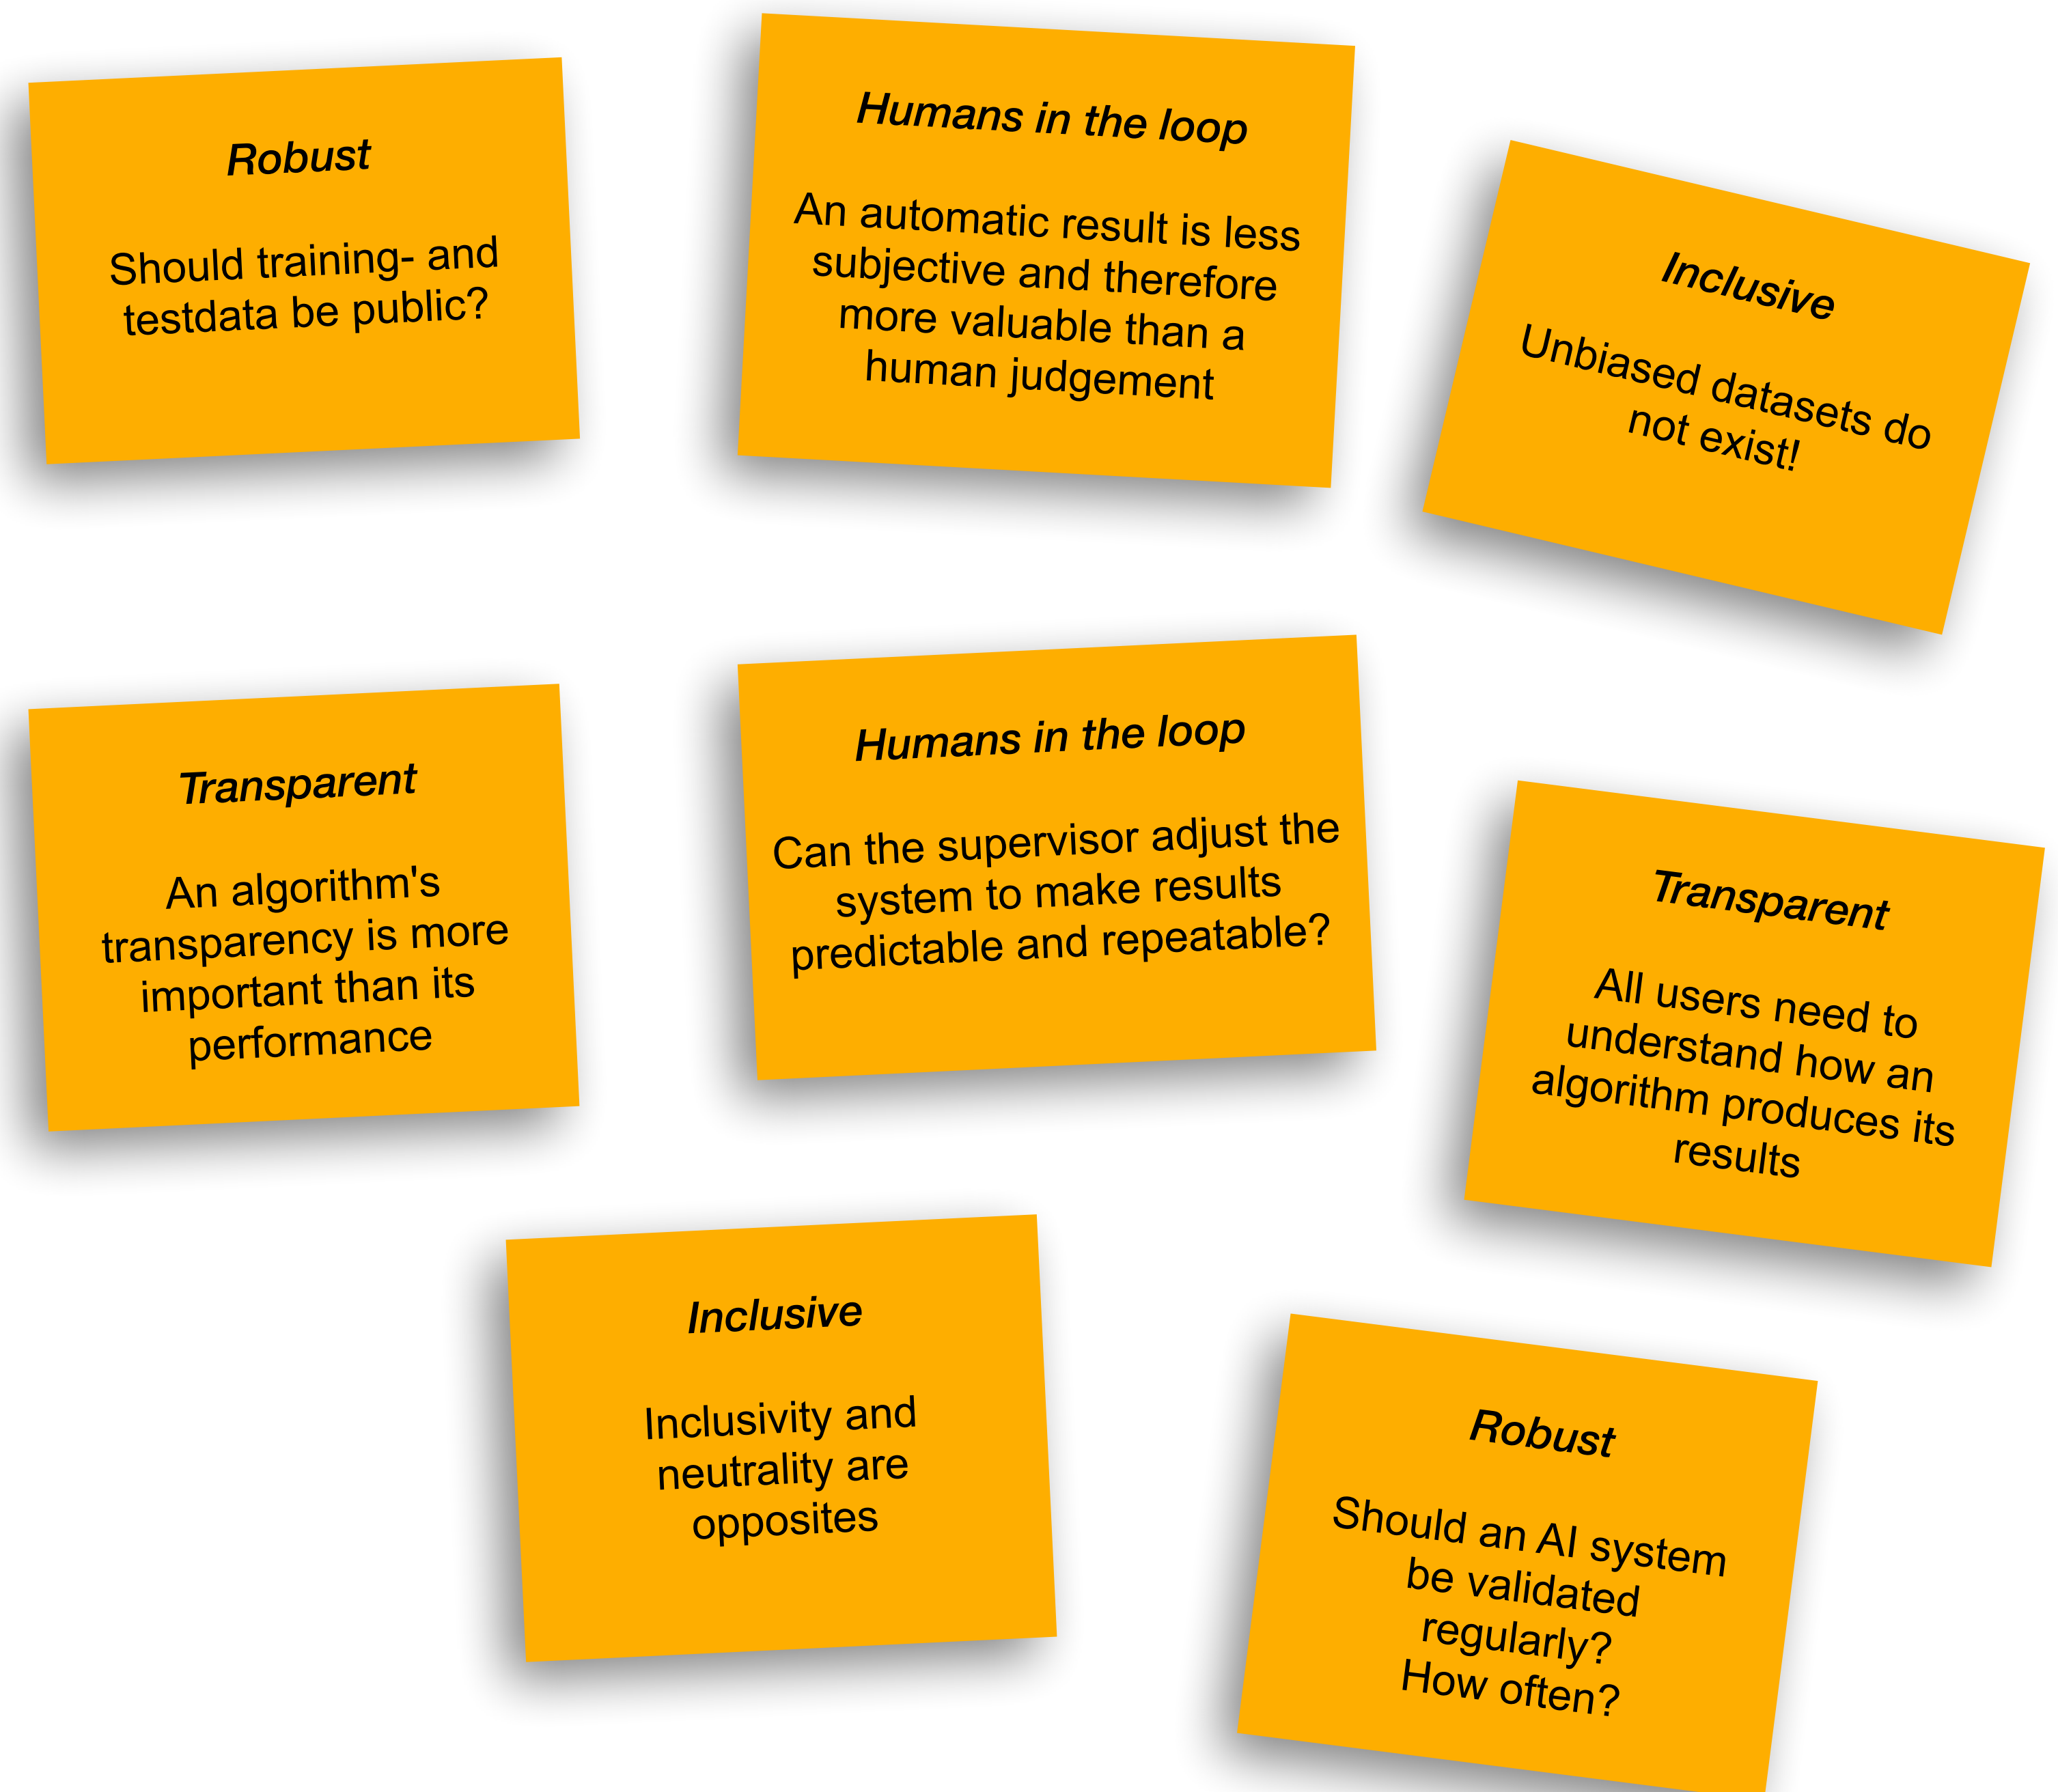 Robust
Should training- and
testdata be public?
Humans in the loop
An automatic result is less
subjective and therefore
more valuable than a
human judgement
Inclusive
Unbiased datasets do
not exist!
Transparent
An algorithm's
transparency is more
important than its
performance
Humans in the loop
Can the supervisor adjust the
system to make results
predictable and repeatable?
Transparent
All users need to
understand how an
algorithm produces its
results
Inclusive
Inclusivity and
neutrality are
opposites
Robust
Should an AI system
be validated
regularly?
How often?